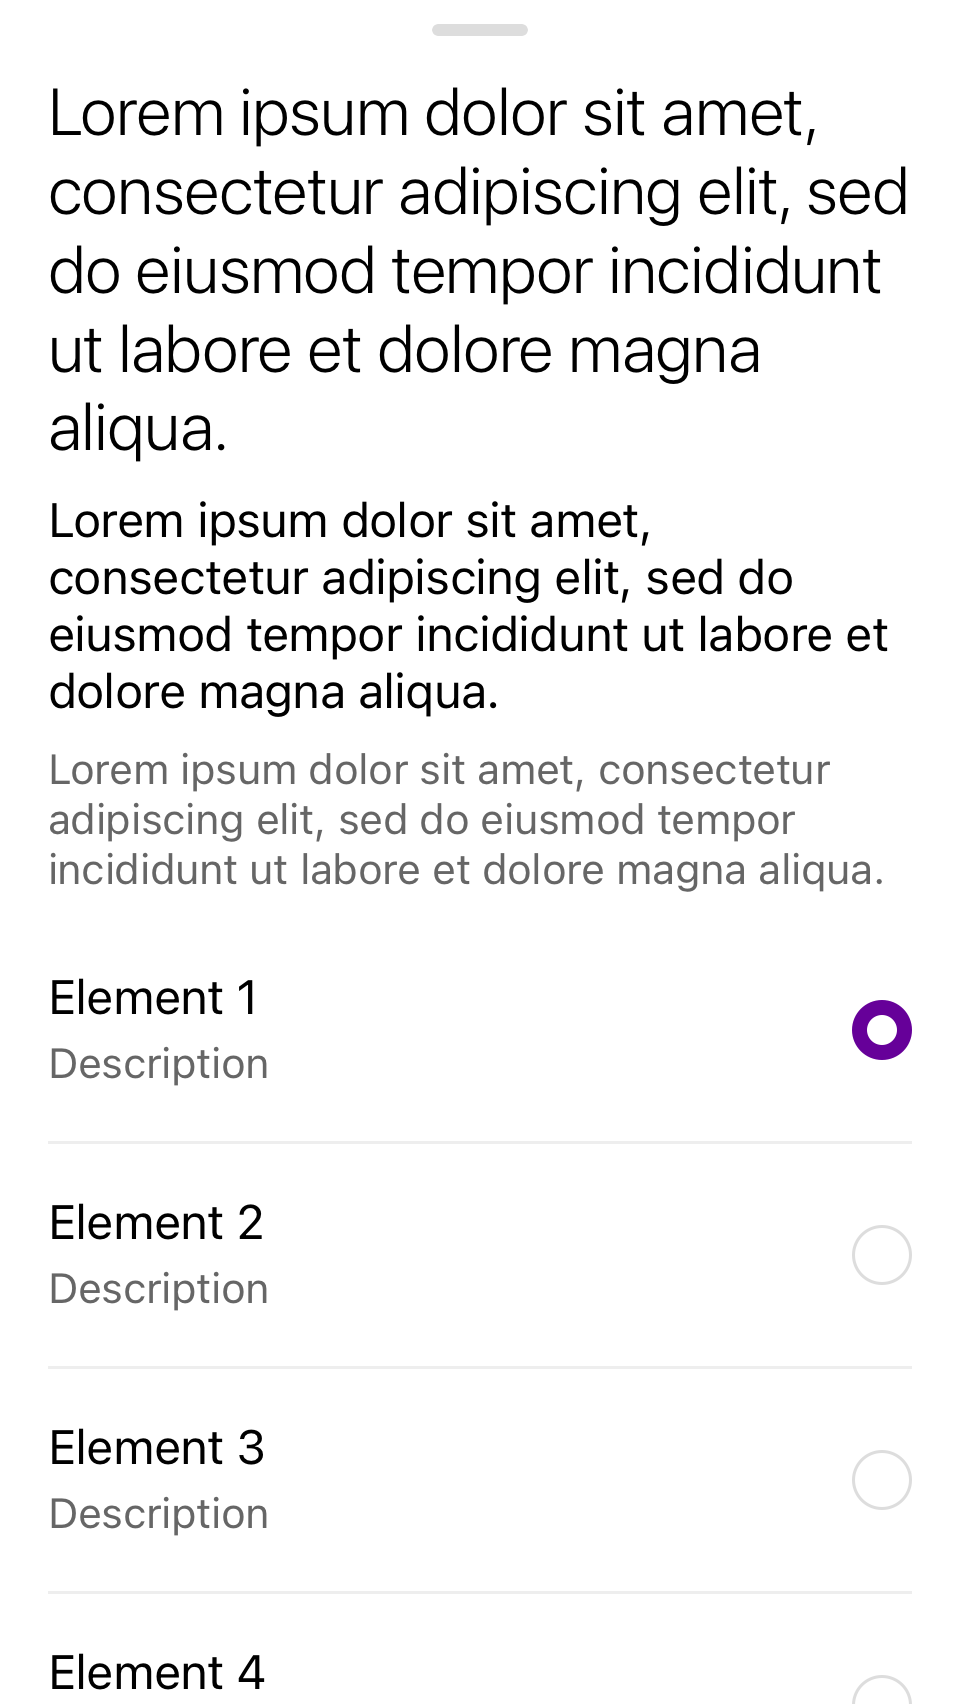 Lorem ipsum dolor sit amet,
consectetur adipiscing elit, sed
do eiusmod tempor incididunt
ut labore et dolore magna
aliqua.
Lorem ipsum dolor sit amet,
consectetur adipiscing elit, sed do
eiusmod tempor incididunt ut labore et
dolore magna aliqua.
Lorem ipsum dolor sit amet, consectetur
adipiscing elit, sed do eiusmod tempor
incididunt ut labore et dolore magna aliqua.
Element 1
Description
Element 2
Description
Element 3
Description
Element 4